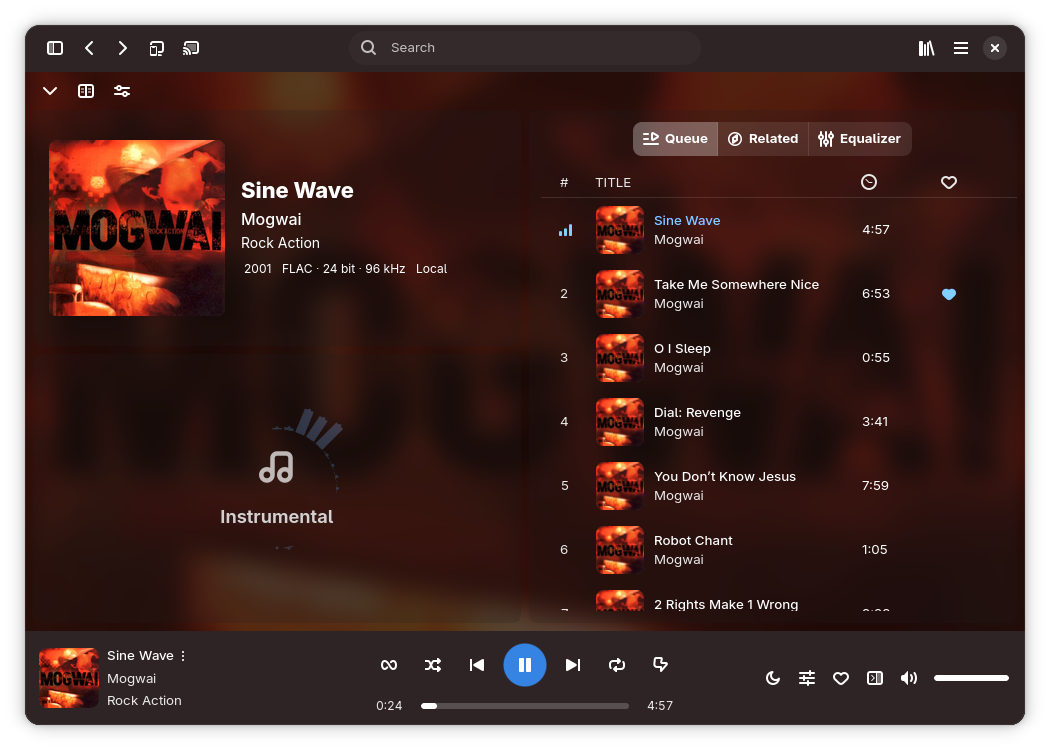 Search
MOGWAI
ROCK ACTION
Sine Wave
Mogwai
Rock Action
2001 FLAC · 24 bit · 96 kHz Local
Instrumental
Queue Related Equalizer
# TITLE
Sine Wave
Mogwai
4:57
2
Take Me Somewhere Nice
Mogwai
6:53
3
O I Sleep
Mogwai
0:55
4
Dial: Revenge
Mogwai
3:41
5
You Don’t Know Jesus
Mogwai
7:59
6
Robot Chant
Mogwai
1:05
2 Rights Make 1 Wrong
Sine Wave
Mogwai
Rock Action
0:24
4:57